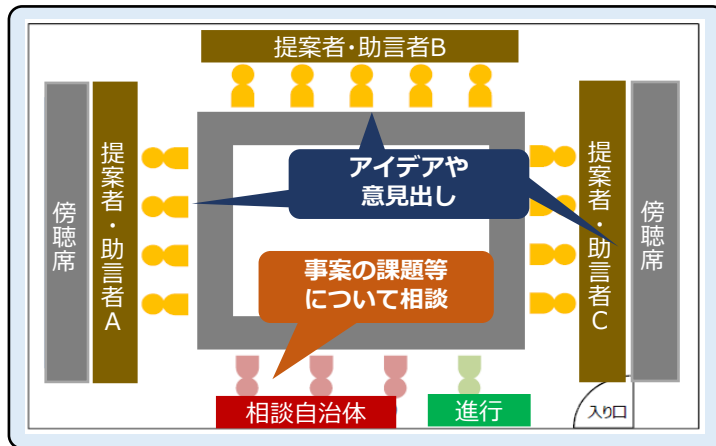 提案者・助言者B
傍聴席
提案者・助言者A
アイデアや
意見出し
提案者・助言者C
傍聴席
事案の課題等
について相談
相談自治体
進行
入り口